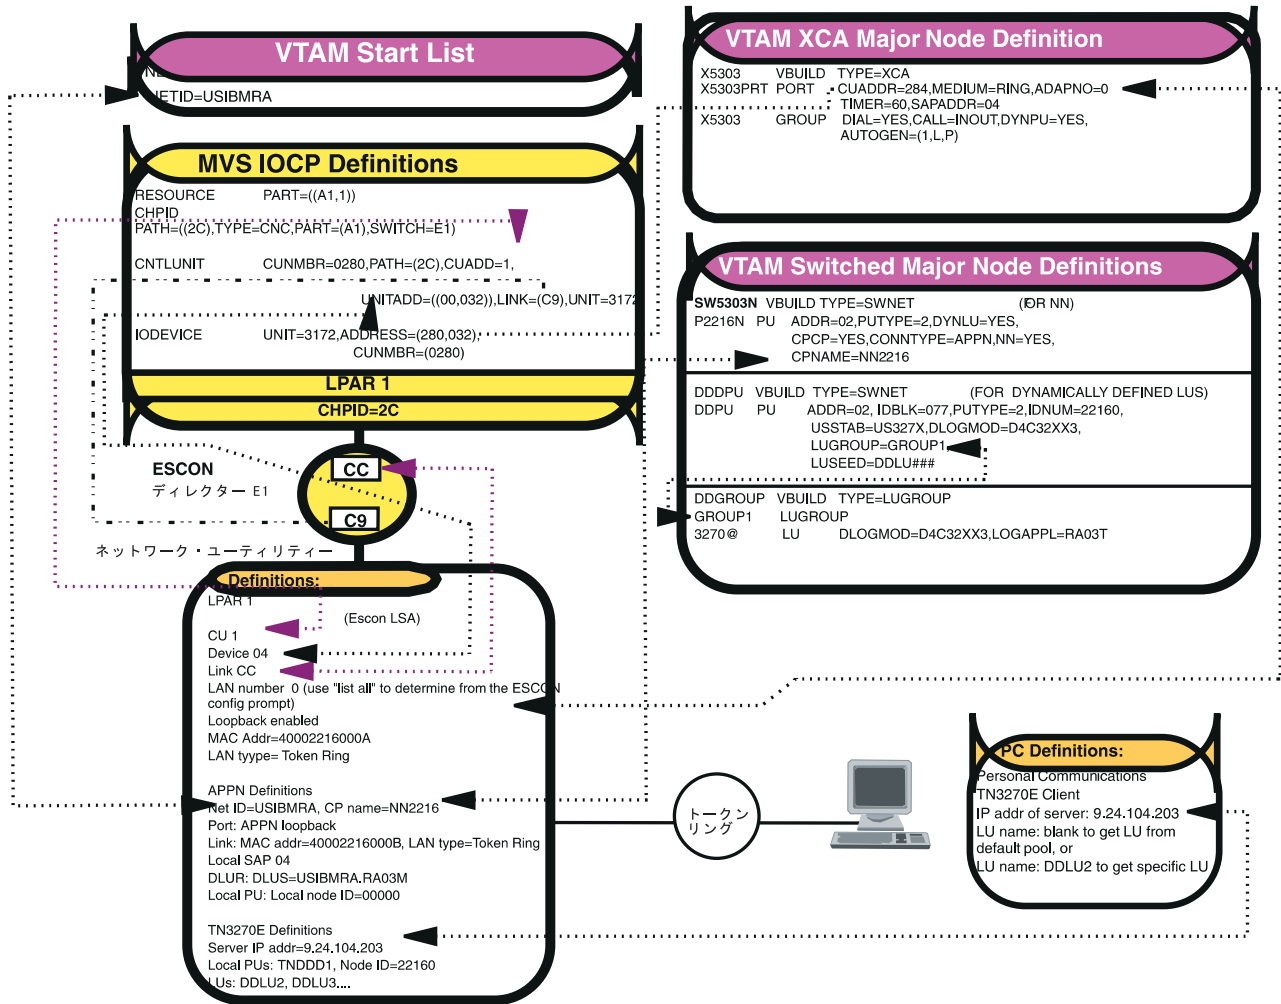 VTAM Start List
NETID=USIBMRA
MVS IOCP Definitions
RESOURCE PART=((A1,1))
CHPID
PATH=((2C),TYPE=CNC,PART=(A1),SWITCH=E1)
CNTLUNIT CUNMBR=0280,PATH=(2C),CUADD=1,
UNITADD=((00,032)),LINK=(C9),UNIT=3172
IODEVICE UNIT=3172,ADDRESS=(280,032),
CUNMBR=(0280)
LPAR 1
CHPID=2C
ESCON
ディレクター E1
CC
C9
ネットワーク・ユーティリティー
Definitions:
LPAR 1
(Escon LSA)
CU 1
Device 04
Link CC
LAN number 0 (use "list all" to determine from the ESCON
config prompt)
Loopback enabled
MAC Addr=40002216000A
LAN tyype= Token Ring
APPN Definitions
Net ID=USIBMRA, CP name=NN2216
Port: APPN loopback
Link: MAC addr=40002216000B, LAN type=Token Ring
Local SAP 04
DLUR: DLUS=USIBMRA.RA03M
Local PU: Local node ID=00000
TN3270E Definitions
Server IP addr=9.24.104.203
Local PUs: TNDDD1, Node ID=22160
LUs: DDLU2, DDLU3....
VTAM XCA Major Node Definition
X5303 VBUILD TYPE=XCA
X5303PRT PORT CUADDR=284,MEDIUM=RING,ADAPNO=0
TIMER=60,SAPADDR=04
X5303 GROUP DIAL=YES,CALL=INOUT,DYNPU=YES,
AUTOGEN=(1,L,P)
VTAM Switched Major Node Definitions
SW5303N VBUILD TYPE=SWNET (FOR NN)
P2216N PU ADDR=02,PUTYPE=2,DYNLU=YES,
CPCP=YES,CONNTYPE=APPN,NN=YES,
CPNAME=NN2216
DDDPU VBUILD TYPE=SWNET (FOR DYNAMICALLY DEFINED LUS)
DDPU PU ADDR=02, IDBLK=077,PUTYPE=2,IDNUM=22160,
USSTAB=US327X,DLOGMOD=D4C32XX3,
LUGROUP=GROUP1,
LUSEED=DDLU###
DDGROUP VBUILD TYPE=LUGROUP
GROUP1 LUGROUP
3270@ LU DLOGMOD=D4C32XX3,LOGAPPL=RA03T
トークン
リング
PC Definitions:
Personal Communications
TN3270E Client
IP addr of server: 9.24.104.203
LU name: blank to get LU from
default pool, or
LU name: DDLU2 to get specific LU